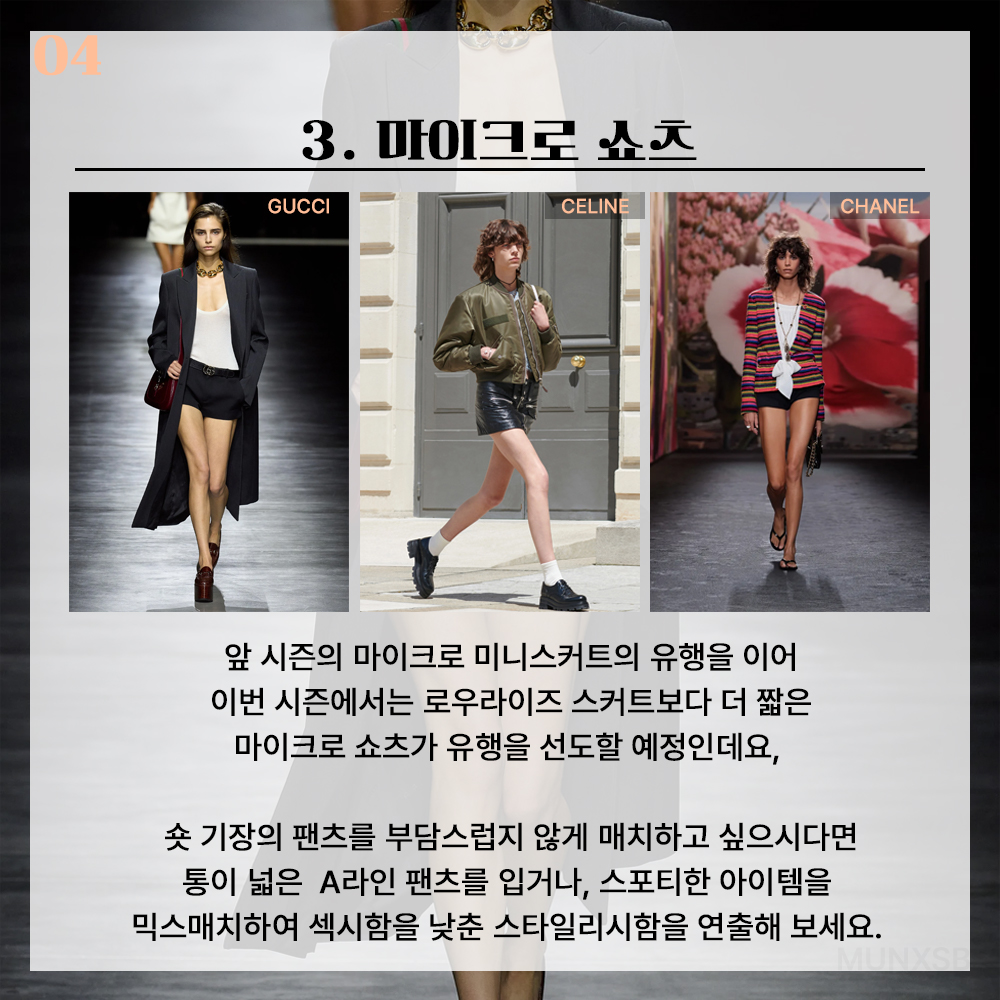 04
3. 마이크로 쇼츠
GUCCI
CELINE
CHANEL
앞 시즌의 마이크로 미니스커트의 유행을 이어
이번 시즌에서는 로우라이즈 스커트보다 더 짧은
마이크로 쇼츠가 유행을 선도할 예정인데요,
숏 기장의 팬츠를 부담스럽지 않게 매치하고 싶으시다면
통이 넓은 A라인 팬츠를 입거나, 스포티한 아이템을
믹스매치하여 섹시함을 낮춘 스타일리시함을 연출해 보세요.